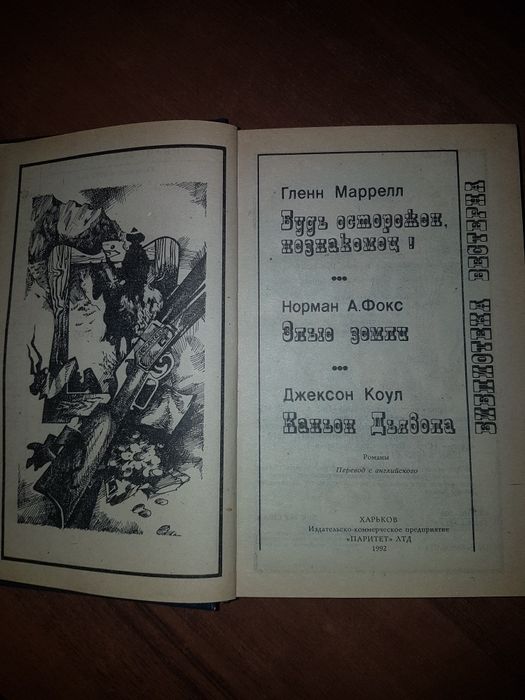 Гленн Маррелл
Будь осторожен,
незнакомец !
Норман А.Фокс
Злые земли
Джексон Коул
Каньон Дьявола
Романы
Перевод с английского
ХАРЬКОВ
Издательско-коммерческое предприятие
«ПАРИТЕТ» ЛТД
1992